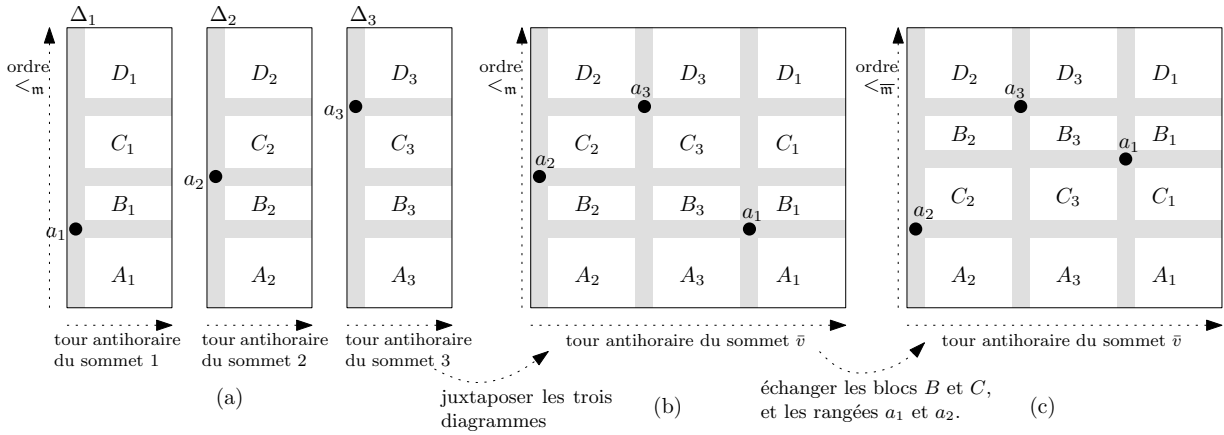 Δ₁ Δ₂ Δ₃
ordre
<𝔪
D₁ D₂ D₃
a₃
C₁ C₂ C₃
a₂
B₁ B₂ B₃
a₁
A₁ A₂ A₃
tour antihoraire
du sommet 1
tour antihoraire
du sommet 2
tour antihoraire
du sommet 3
(a)
juxtaposer les trois
diagrammes
ordre
<𝔪
D₂ D₃ D₁
a₃
C₂ C₃ C₁
a₂
B₂ B₃ B₁
a₁
A₂ A₃ A₁
tour antihoraire du sommet v̄
(b)
échanger les blocs B et C,
et les rangées a₁ et a₂.
ordre
<𝔪̅
D₂ D₃ D₁
a₃
B₂ B₃ B₁
a₁
C₂ C₃ C₁
a₂
A₂ A₃ A₁
tour antihoraire du sommet v̄
(c)